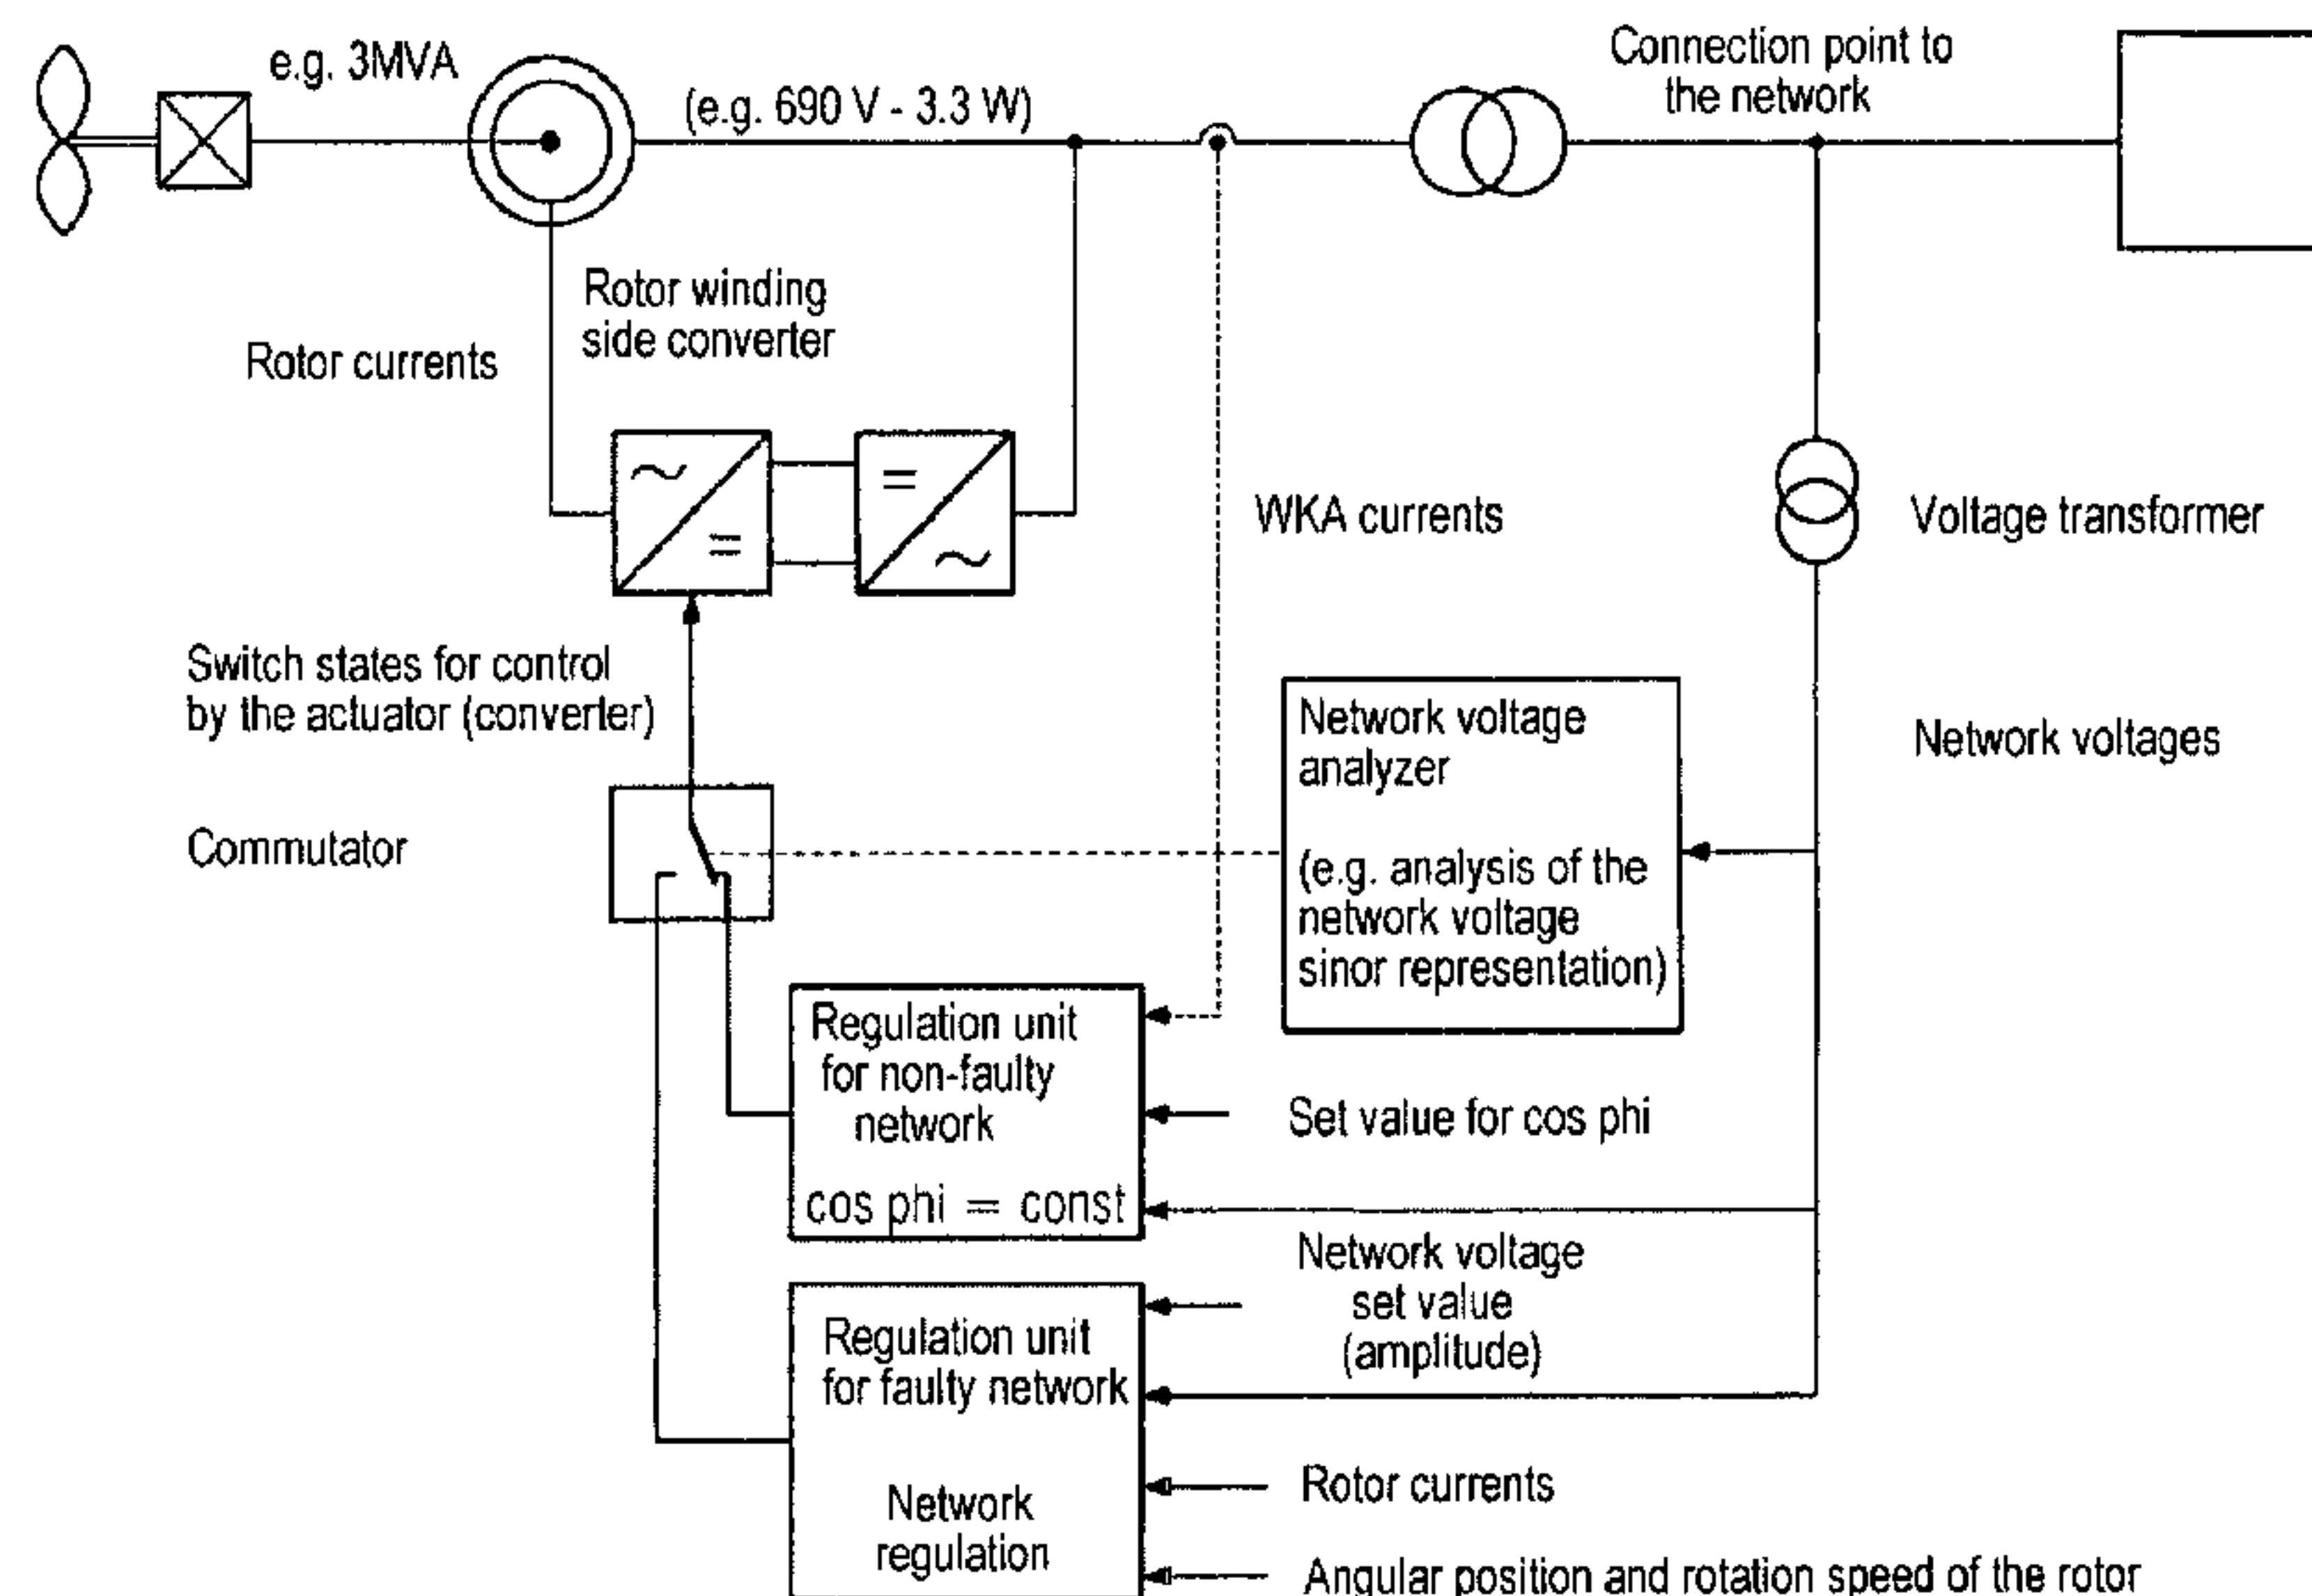 e.g. 3MVA
(e.g. 690 V - 3.3 W)
Connection point to
the network
Rotor winding
side converter
Rotor currents
~
=
=
~
WKA currents
Voltage transformer
Switch states for control
by the actuator (converter)
Network voltage
analyzer
(e.g. analysis of the
network voltage
sinor representation)
Network voltages
Commutator
Regulation unit
for non-faulty
network
cos phi = const
Set value for cos phi
Network voltage
set value
(amplitude)
Regulation unit
for faulty network
Network
regulation
Rotor currents
Angular position and rotation speed of the rotor